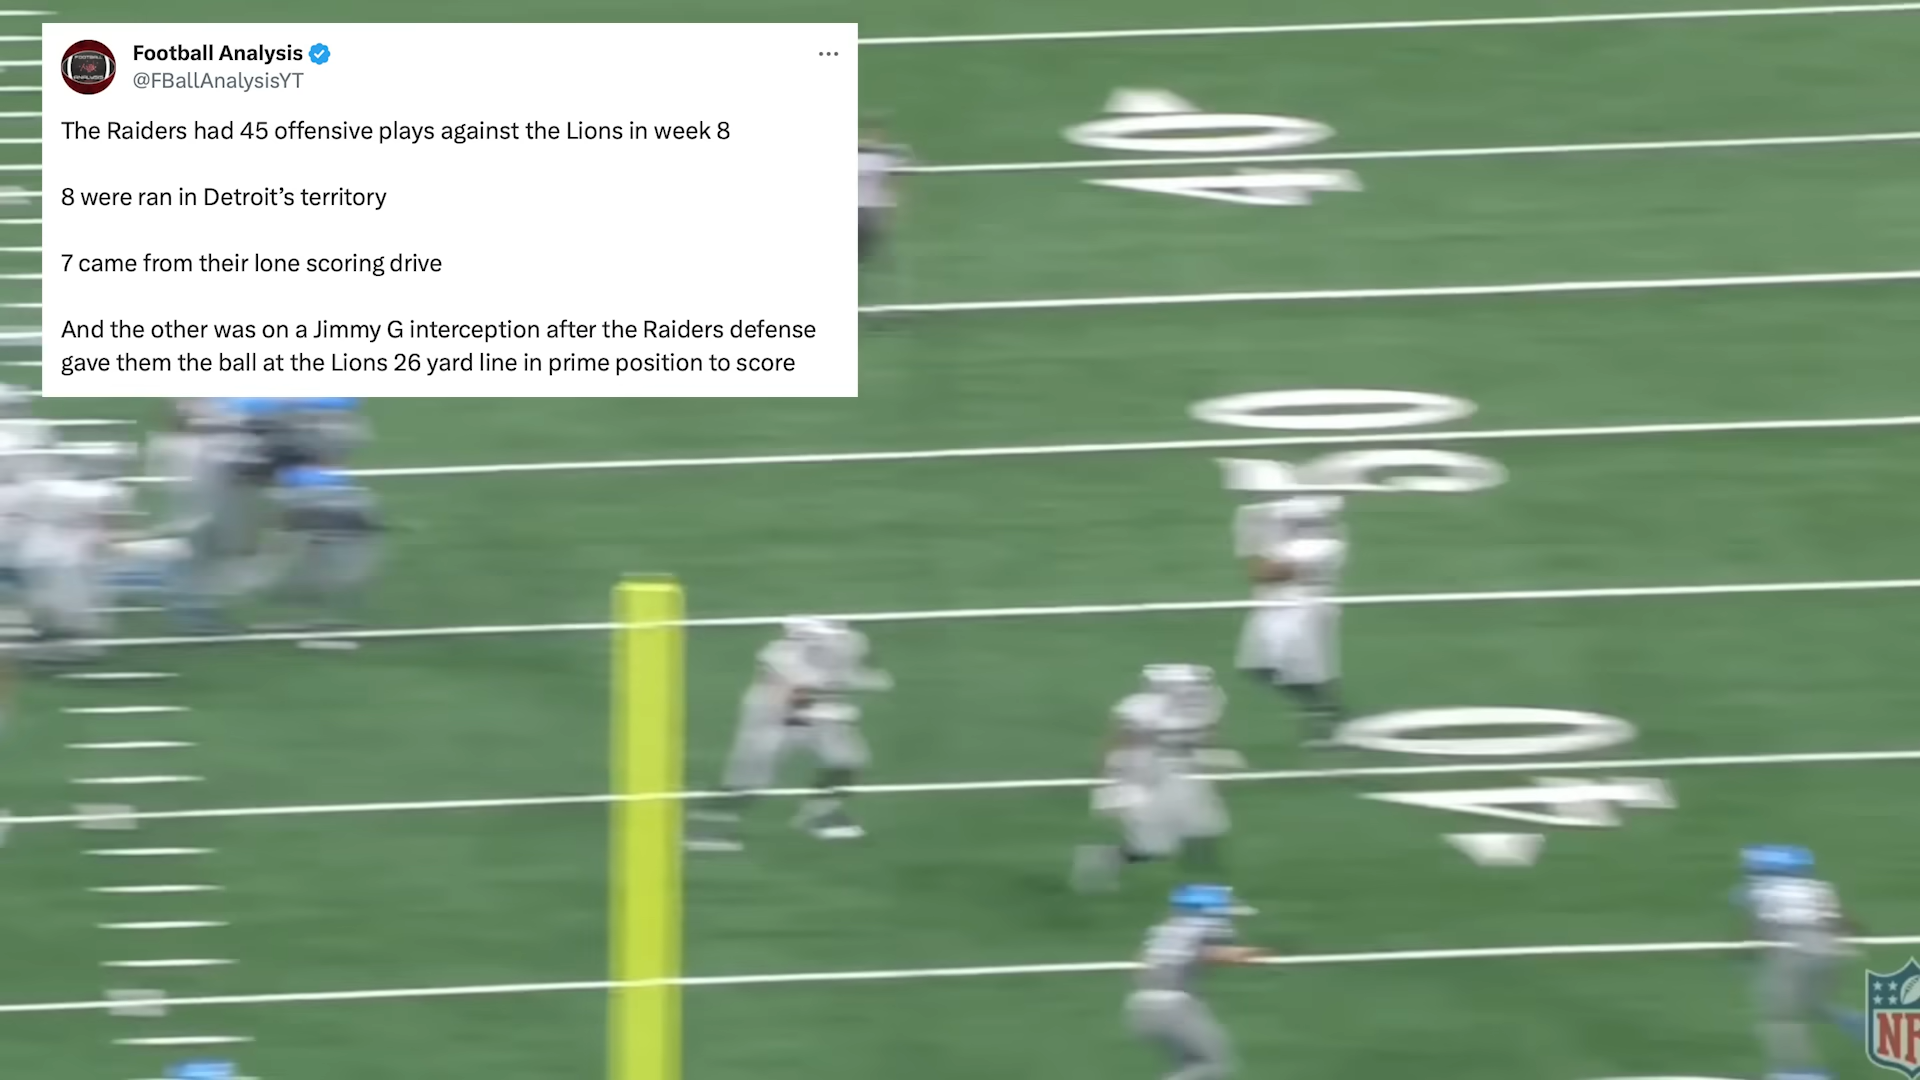 Football Analysis
@FBallAnalysisYT
The Raiders had 45 offensive plays against the Lions in week 8
8 were ran in Detroit’s territory
7 came from their lone scoring drive
And the other was on a Jimmy G interception after the Raiders defense
gave them the ball at the Lions 26 yard line in prime position to score